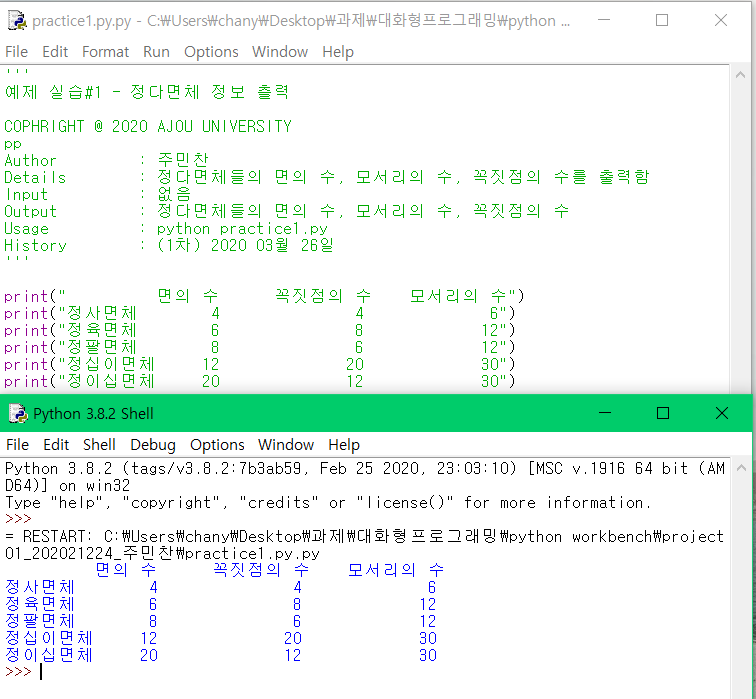 practice1.py.py - C:₩Users₩chany₩Desktop₩과제₩대화형프로그래밍₩python ...
File Edit Format Run Options Window Help
'''
예제 실습#1 - 정다면체 정보 출력
COPHRIGHT @ 2020 AJOU UNIVERSITY
pp
Author : 주민찬
Details : 정다면체들의 면의 수, 모서리의 수, 꼭짓점의 수를 출력함
Input : 없음
Output : 정다면체들의 면의 수, 모서리의 수, 꼭짓점의 수
Usage : python practice1.py
History : (1차) 2020 03월 26일
'''
print(" 면의 수 꼭짓점의 수 모서리의 수")
print("정사면체 4 4 6")
print("정육면체 6 8 12")
print("정팔면체 8 6 12")
print("정십이면체 12 20 30")
print("정이십면체 20 12 30")
Python 3.8.2 Shell
File Edit Shell Debug Options Window Help
Python 3.8.2 (tags/v3.8.2:7b3ab59, Feb 25 2020, 23:03:10) [MSC v.1916 64 bit (AM
D64)] on win32
Type "help", "copyright", "credits" or "license()" for more information.
>>>
= RESTART: C:₩Users₩chany₩Desktop₩과제₩대화형프로그래밍₩python workbench₩project
01_202021224_주민찬₩practice1.py.py
면의 수 꼭짓점의 수 모서리의 수
정사면체 4 4 6
정육면체 6 8 12
정팔면체 8 6 12
정십이면체 12 20 30
정이십면체 20 12 30
>>>